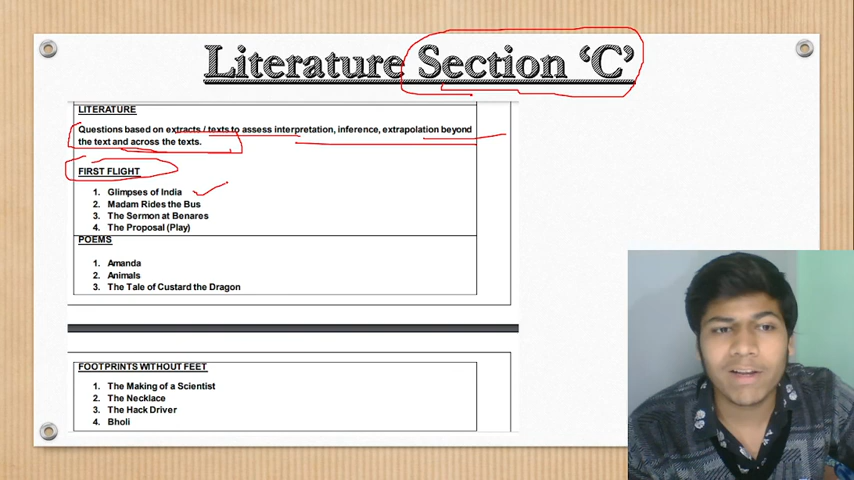 Literature Section ‘C’
LITERATURE
Questions based on extracts / texts to assess interpretation, inference, extrapolation beyond
the text and across the texts.
FIRST FLIGHT
1. Glimpses of India
2. Madam Rides the Bus
3. The Sermon at Benares
4. The Proposal (Play)
POEMS
1. Amanda
2. Animals
3. The Tale of Custard the Dragon
FOOTPRINTS WITHOUT FEET
1. The Making of a Scientist
2. The Necklace
3. The Hack Driver
4. Bholi